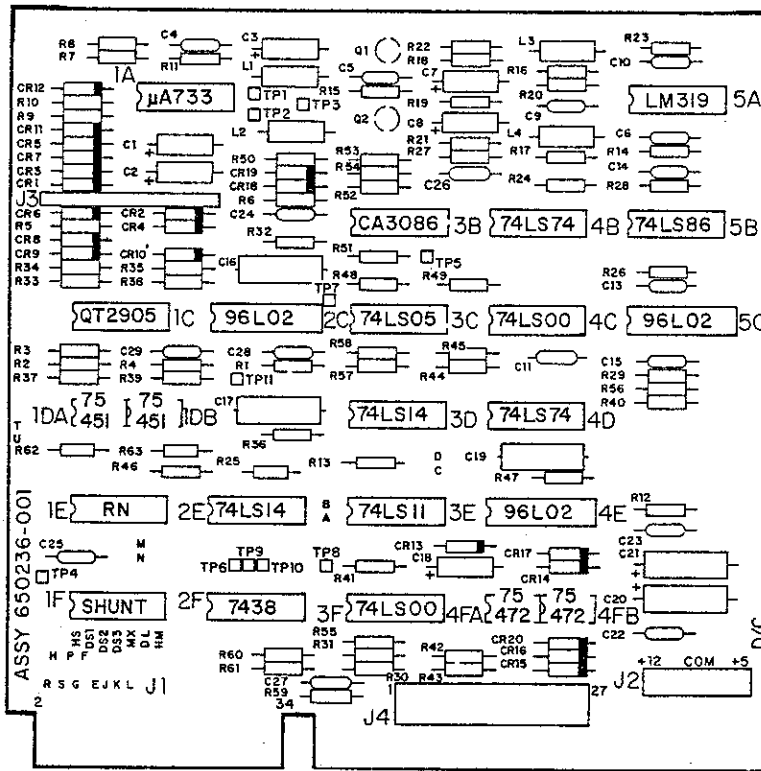 C4 C3 Q1 R22 L3 R23
R8 R18
R7 R11 L1 C5 C7 R16 C10
CR12 1A TP1 R15
R10 µA733 TP3 R19 R20 LM319 5A
R9 TP2 Q2 C8 C9
CR11 C1 L2 R21 L4 C6
CR5 R53 R27 R17 R14
CR7 R50 R54
CR3 C2 CR19 C26 R24 C14
CR1 CR18 R52 R28
J3 R6
CR6 CR2 C24 CA3086 3B 74LS74 4B 74LS86 5B
R5 CR4 R32
CR8 R51 TP5
CR9 CR10 C16
R34 R35 R48 R49 R26
R33 R36 TP7 C13
QT2905 1C 96L02 2C 74LS05 3C 74LS00 4C 96L02 5C
R3 C29 C28 R58 R45 C11 C15
R2 R4 R1 R57 R44 R29
R37 R39 TP11 R56
C17 R40
1DA 75 451 75 451 1DB 74LS14 3D 74LS74 4D
T U R36
R62 R63 R13 D C C19
R46 R25 R47
1E RN 2E 74LS14 B A 74LS11 3E 96L02 4E R12
ASSY 650236-001
C25 M N TP9 TP8 CR13 CR17 C23
TP6 TP10 C18 C21
TP4 R41 CR14
1F SHUNT 2F 7438 3F 74LS00 4FA 75 472 75 472 4FB C20
HS DS1 DS2 DS3 MX DL HM C22
H P F R55 CR20
R60 R31 R42 CR16
R61 CR15 +12 COM +5
R S G E J K L J1 C27 R30 R43 J2
2 R59 1 27
34 J4